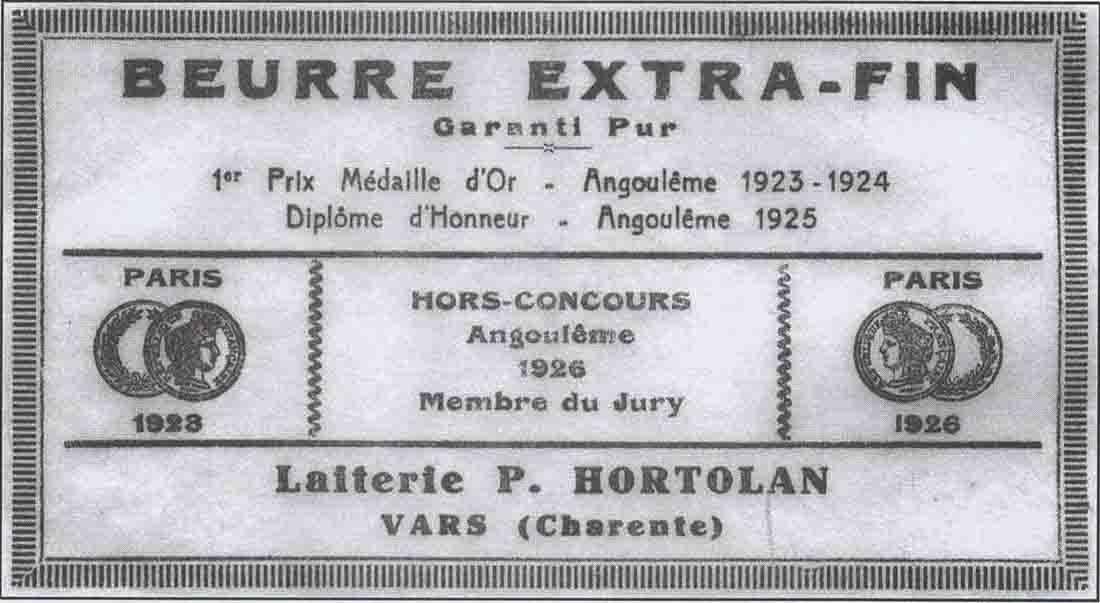 BEURRE EXTRA-FIN
Garanti Pur
1er Prix Médaille d'Or - Angoulême 1923-1924
Diplôme d'Honneur - Angoulême 1925
PARIS
1923
HORS-CONCOURS
Angoulême
1926
Membre du Jury
PARIS
1926
Laiterie P. HORTOLAN
VARS (Charente)